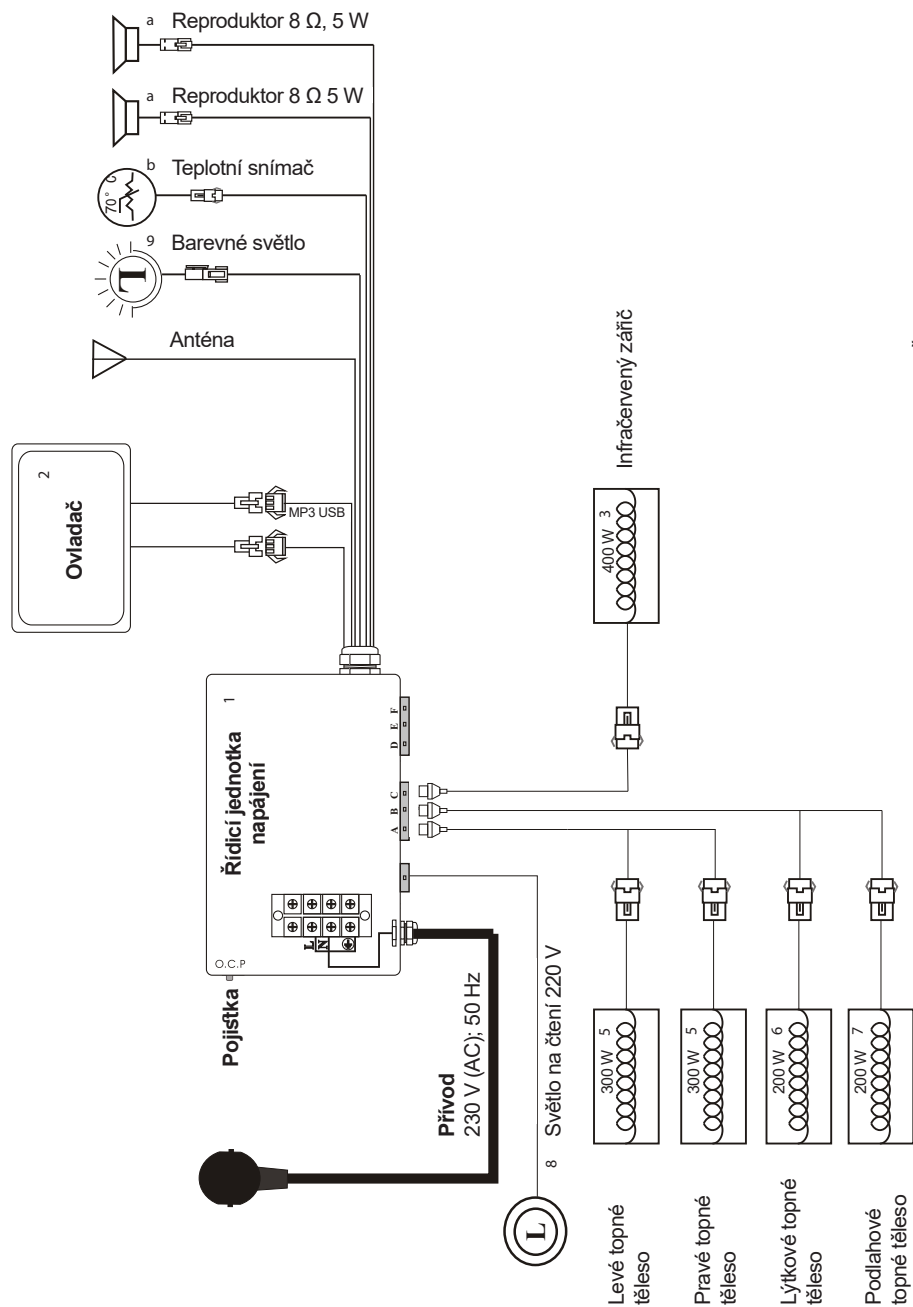 a
Reproduktor 8 Ω, 5 W
a
Reproduktor 8 Ω 5 W
b
Teplotní snímač
70°C
9
Barevné světlo
L
Anténa
2
Ovladač
MP3 USB
1
Řídicí jednotka
napájení
O.C.P
Pojistka
L
N
A B C
D E F
Přívod
230 V (AC); 50 Hz
8
Světlo na čtení 220 V
L
Infračervený zářič
400 W 3
300 W 5
Levé topné
těleso
300 W 5
Pravé topné
těleso
200 W 6
Lýtkové topné
těleso
200 W 7
Podlahové
topné těleso